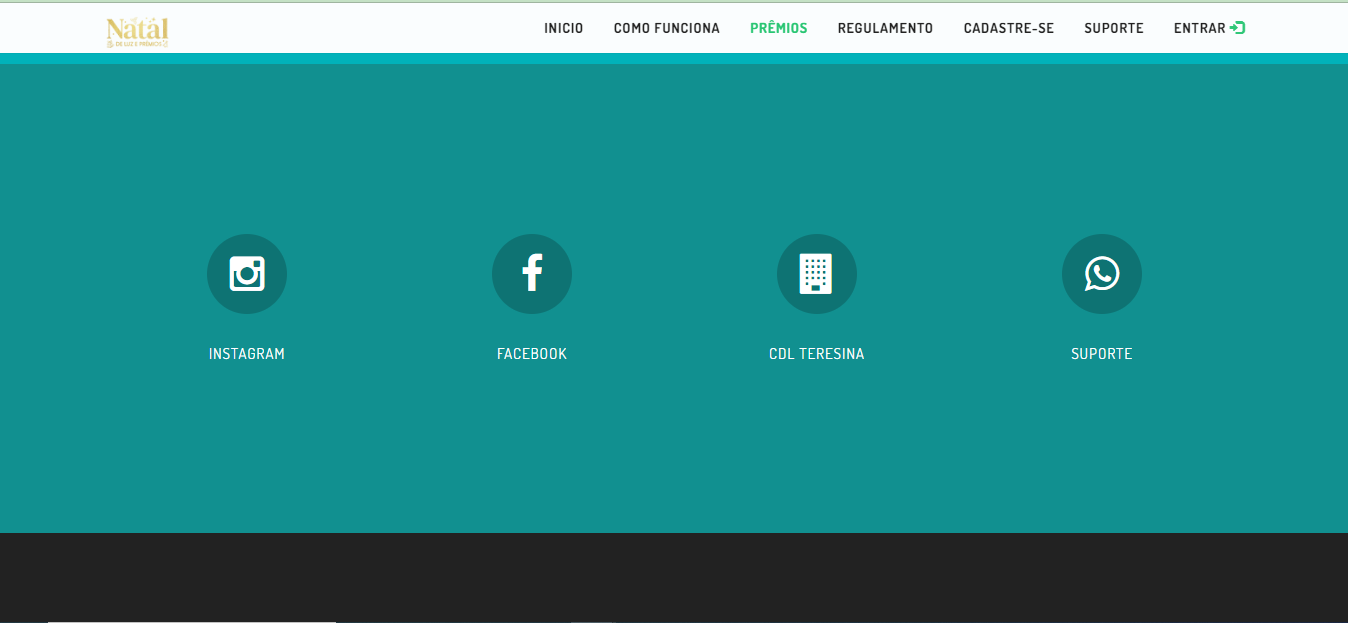 Natal
DE LUZ E PRÊMIOS
INICIO COMO FUNCIONA PRÊMIOS REGULAMENTO CADASTRE-SE SUPORTE ENTRAR
INSTAGRAM FACEBOOK CDL TERESINA SUPORTE